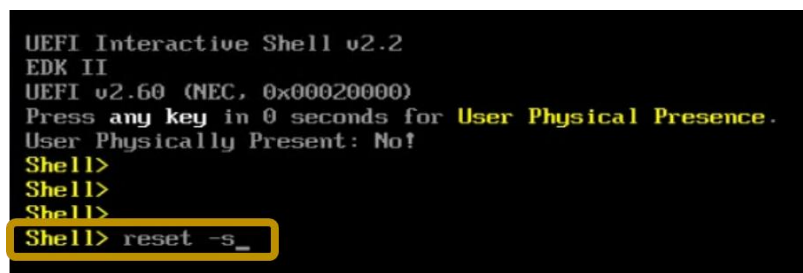 UEFI Interactive Shell v2.2
EDK II
UEFI v2.60 (NEC, 0x00020000)
Press any key in 0 seconds for User Physical Presence.
User Physically Present: No!
Shell>
Shell>
Shell>
Shell> reset -s_